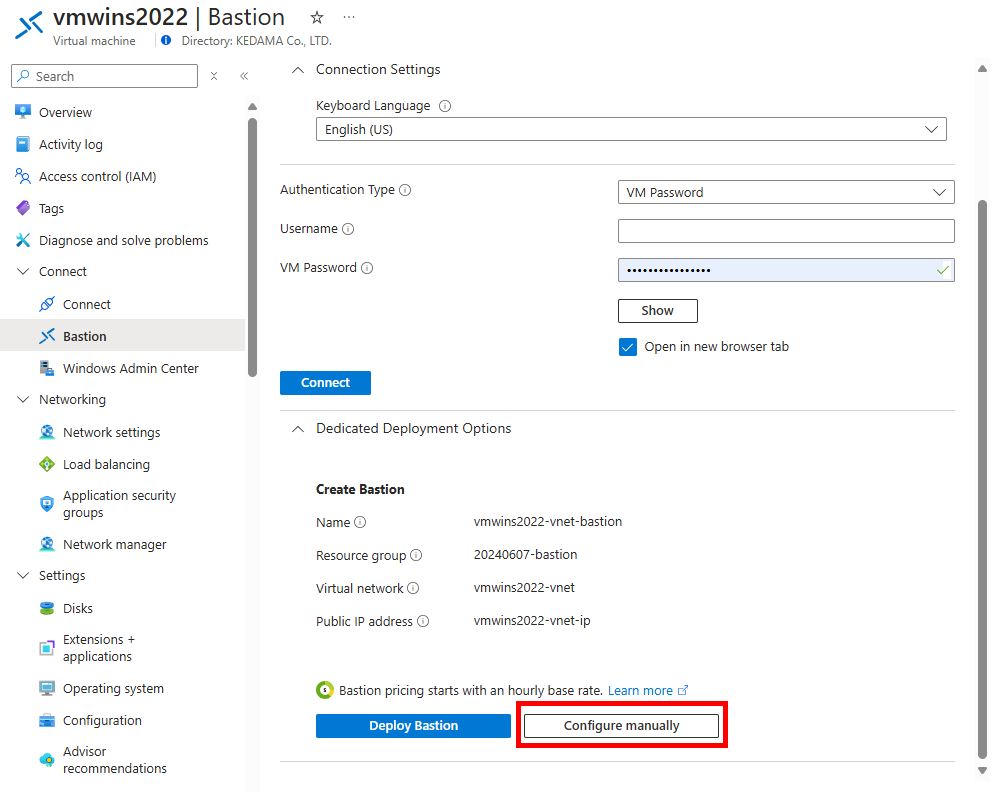 vmwins2022 | Bastion
Virtual machine
Directory: KEDAMA Co., LTD.
Search
Overview
Activity log
Access control (IAM)
Tags
Diagnose and solve problems
Connect
Connect
Bastion
Windows Admin Center
Networking
Network settings
Load balancing
Application security
groups
Network manager
Settings
Disks
Extensions +
applications
Operating system
Configuration
Advisor
recommendations
Connection Settings
Keyboard Language
English (US)
Authentication Type
VM Password
Username
VM Password
Show
Open in new browser tab
Connect
Dedicated Deployment Options
Create Bastion
Name vmwins2022-vnet-bastion
Resource group 20240607-bastion
Virtual network vmwins2022-vnet
Public IP address vmwins2022-vnet-ip
Bastion pricing starts with an hourly base rate. Learn more
Deploy Bastion
Configure manually